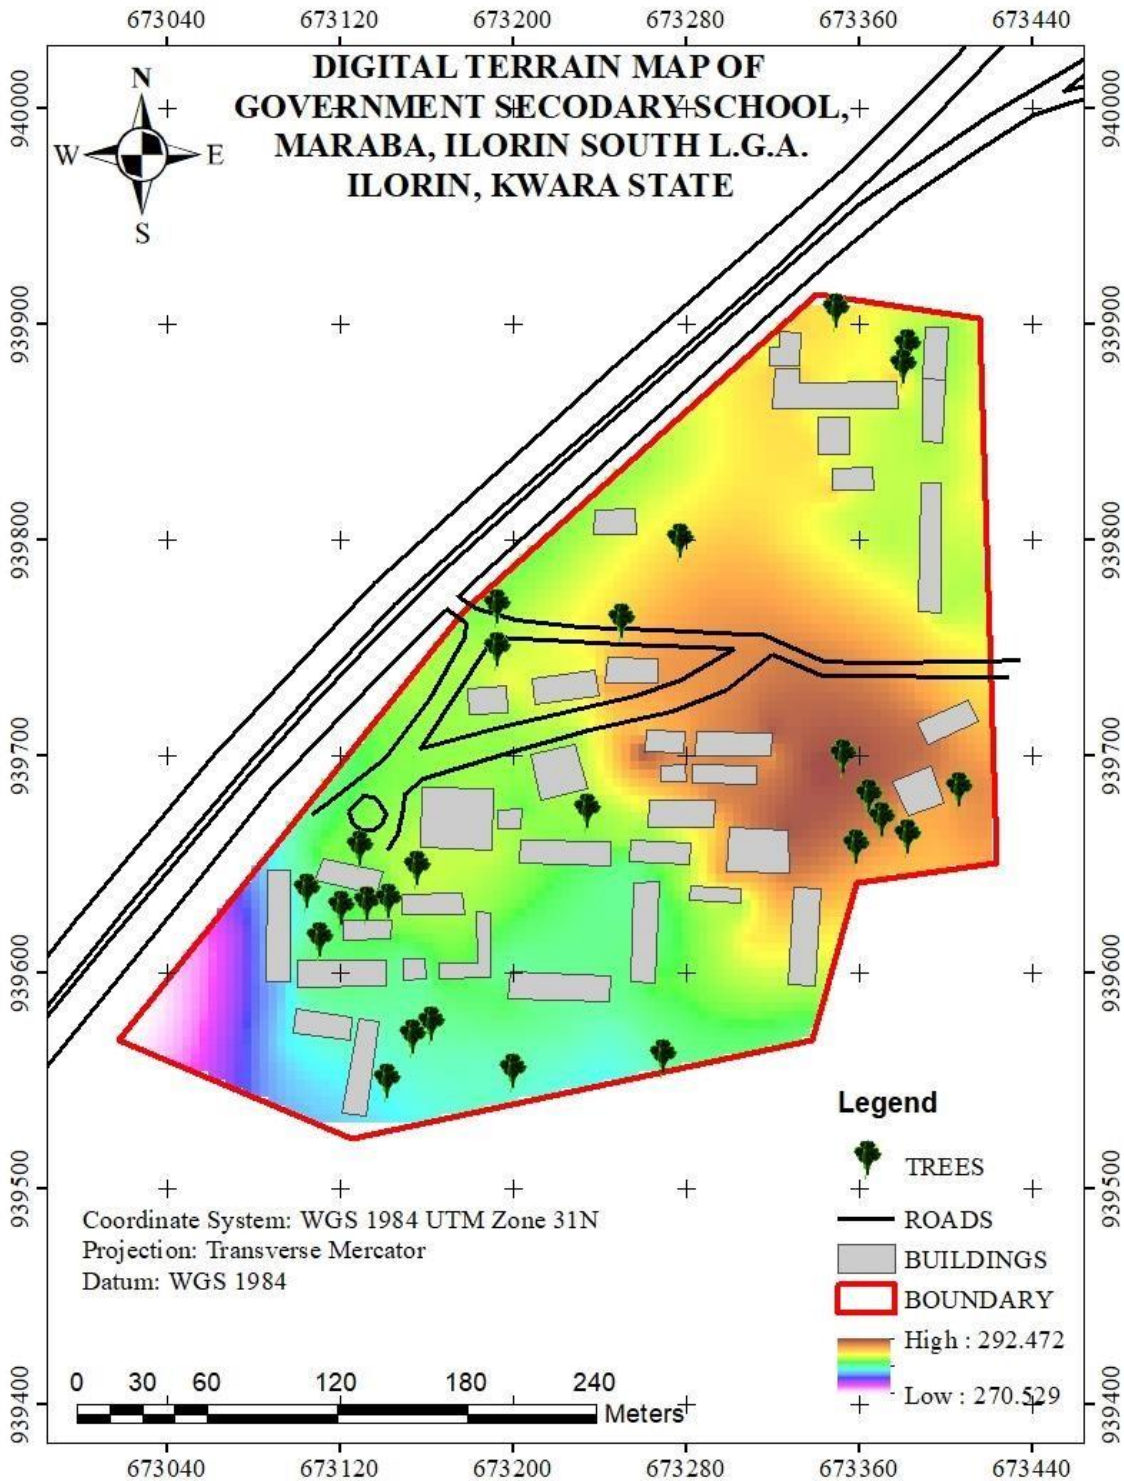 673040 673120 673200 673280 673360 673440
DIGITAL TERRAIN MAP OF
GOVERNMENT SECODARY SCHOOL,
MARABA, ILORIN SOUTH L.G.A.
ILORIN, KWARA STATE
N
W E
S
940000 940000
939900 939900
939800 939800
939700 939700
939600 939600
939500 939500
939400 939400
Legend
TREES
ROADS
BUILDINGS
BOUNDARY
High : 292.472
Low : 270.529
Coordinate System: WGS 1984 UTM Zone 31N
Projection: Transverse Mercator
Datum: WGS 1984
0 30 60 120 180 240
Meters
673040 673120 673200 673280 673360 673440